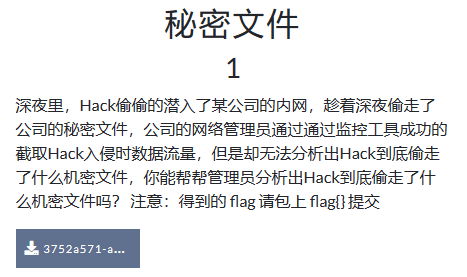 秘密文件
1
深夜里，Hack偷偷的潜入了某公司的内网，趁着深夜偷走了
公司的秘密文件，公司的网络管理员通过通过监控工具成功的
截取Hack入侵时数据流量，但是却无法分析出Hack到底偷走
了什么机密文件，你能帮帮管理员分析出Hack到底偷走了什
么机密文件吗？ 注意：得到的 flag 请包上 flag{} 提交
3752a571-a...